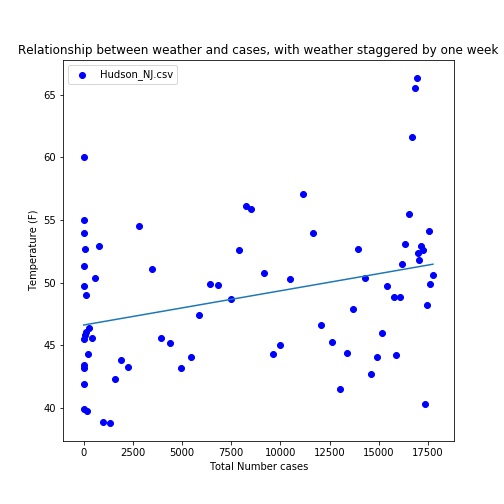 Relationship between weather and cases, with weather staggered by one week
Hudson_NJ.csv
65
60
55
50
45
40
Temperature (F)
0 2500 5000 7500 10000 12500 15000 17500
Total Number cases